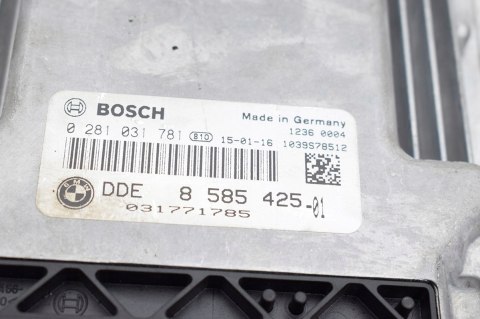 BOSCH
Made in Germany
0 281 031 781 810 15-01-16
1236 0004
1039S78512
BMW
DDE 8 585 425-01
031771785